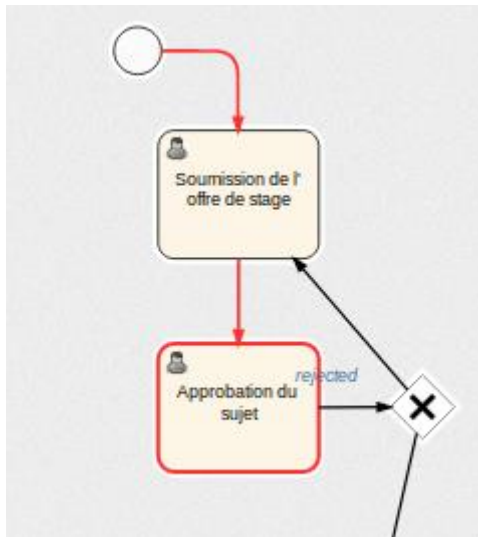 Soumission de l'
offre de stage
rejected
Approbation du
sujet